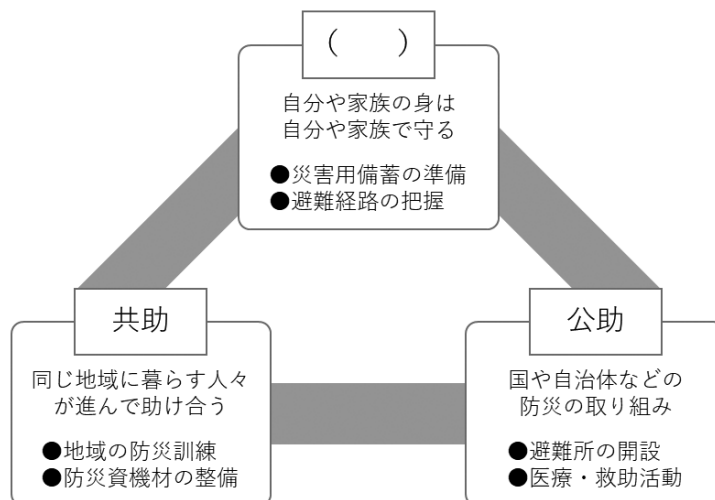 （　　）
自分や家族の身は
自分や家族で守る
●災害用備蓄の準備
●避難経路の把握
共助
同じ地域に暮らす人々
が進んで助け合う
●地域の防災訓練
●防災資機材の整備
公助
国や自治体などの
防災の取り組み
●避難所の開設
●医療・救助活動